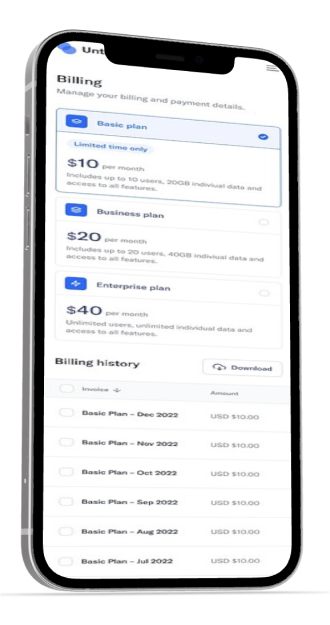 Unt
Billing
Manage your billing and payment details.
Basic plan
Limited time only
$10 per month
Includes up to 10 users, 20GB indiviual data and
access to all features.
Business plan
$20 per month
Includes up to 20 users, 40GB indiviual data and
access to all features.
Enterprise plan
$40 per month
Unlimited users, unlimited individual data and
access to all features.
Billing history
Download
Invoice Amount
Basic Plan – Dec 2022 USD $10.00
Basic Plan – Nov 2022 USD $10.00
Basic Plan – Oct 2022 USD $10.00
Basic Plan – Sep 2022 USD $10.00
Basic Plan – Aug 2022 USD $10.00
Basic Plan – Jul 2022 USD $10.00